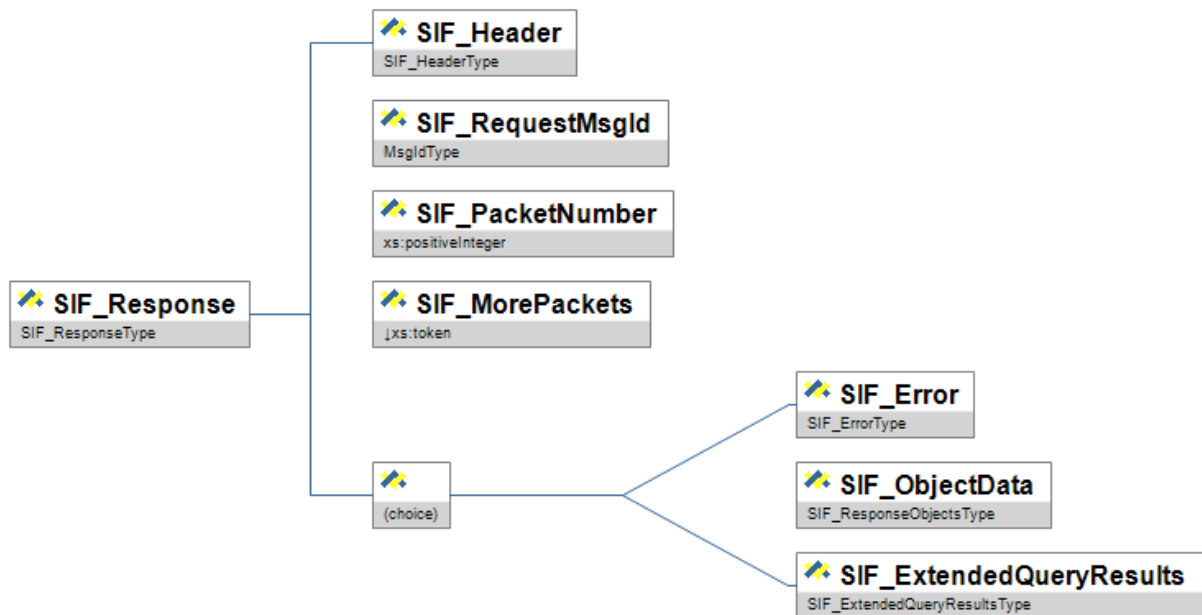 SIF_Header
SIF_HeaderType
SIF_RequestMsgId
MsgIdType
SIF_PacketNumber
xs:positiveInteger
SIF_Response
SIF_ResponseType
SIF_MorePackets
↓xs:token
SIF_Error
SIF_ErrorType
(choice)
SIF_ObjectData
SIF_ResponseObjectsType
SIF_ExtendedQueryResults
SIF_ExtendedQueryResultsType